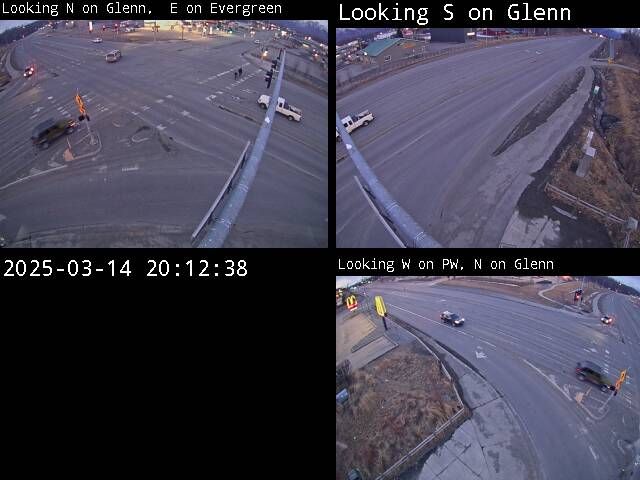 Looking N on Glenn, E on Evergreen
Looking S on Glenn
2025-03-14 20:12:38
Looking W on PW, N on Glenn